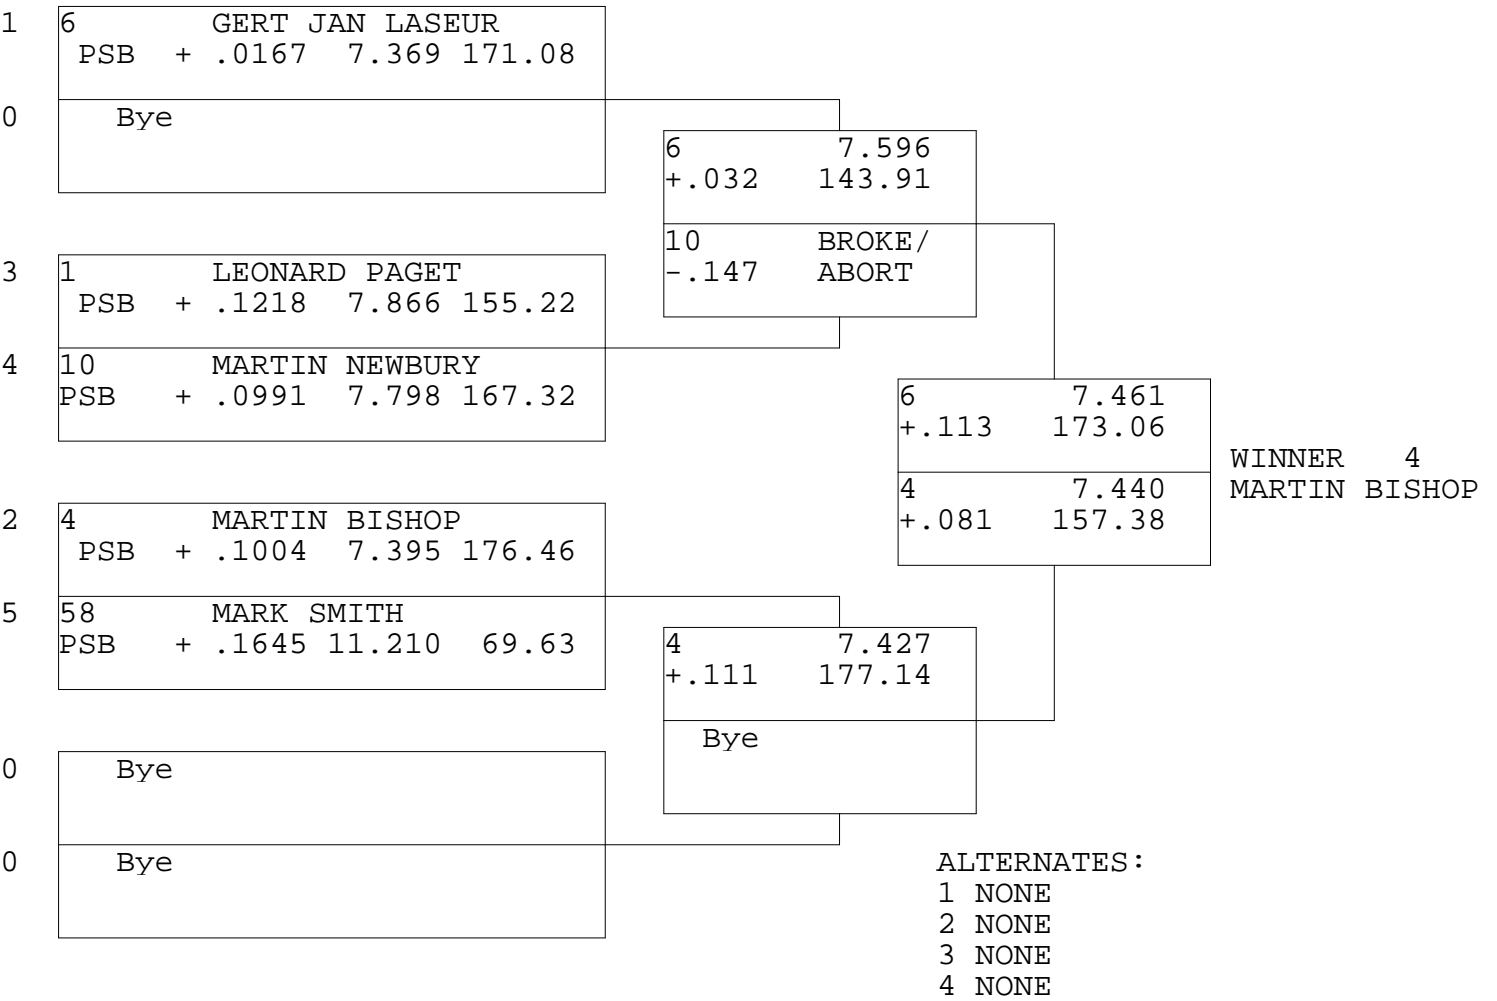 1 6 GERT JAN LASEUR
PSB + .0167 7.369 171.08
0 Bye
6 7.596
+.032 143.91
10 BROKE/
-.147 ABORT
3 1 LEONARD PAGET
PSB + .1218 7.866 155.22
4 10 MARTIN NEWBURY
PSB + .0991 7.798 167.32
6 7.461
+.113 173.06
4 7.440
+.081 157.38
WINNER 4
MARTIN BISHOP
2 4 MARTIN BISHOP
PSB + .1004 7.395 176.46
5 58 MARK SMITH
PSB + .1645 11.210 69.63
4 7.427
+.111 177.14
Bye
0 Bye
0 Bye
ALTERNATES:
1 NONE
2 NONE
3 NONE
4 NONE